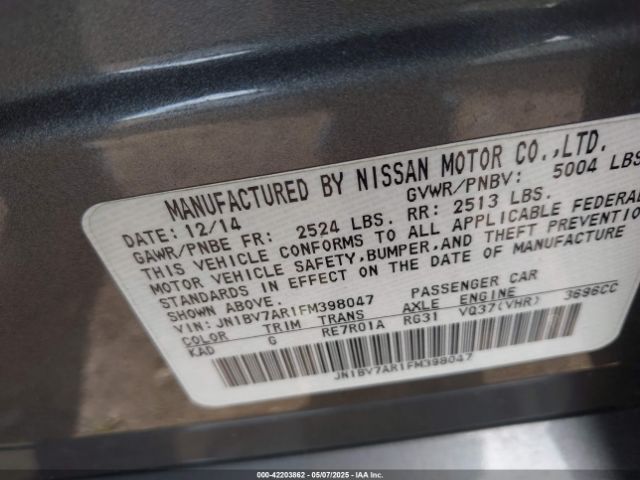 MANUFACTURED BY NISSAN MOTOR CO.,LTD.
DATE: 12/14 GVWR/PNBV: 5004 LBS
GAWR/PNBE FR: 2524 LBS. RR: 2513 LBS.
THIS VEHICLE CONFORMS TO ALL APPLICABLE FEDERAL
MOTOR VEHICLE SAFETY,BUMPER,AND THEFT PREVENTION
STANDARDS IN EFFECT ON THE DATE OF MANUFACTURE
SHOWN ABOVE.
VIN: JN1BV7AR1FM398047 PASSENGER CAR
COLOR TRIM TRANS AXLE ENGINE
KAD G RE7R01A RG31 VQ37(VHR) 3696CC
JN1BV7AR1FM398047
000-42203862 - 05/07/2025 - IAAI.com